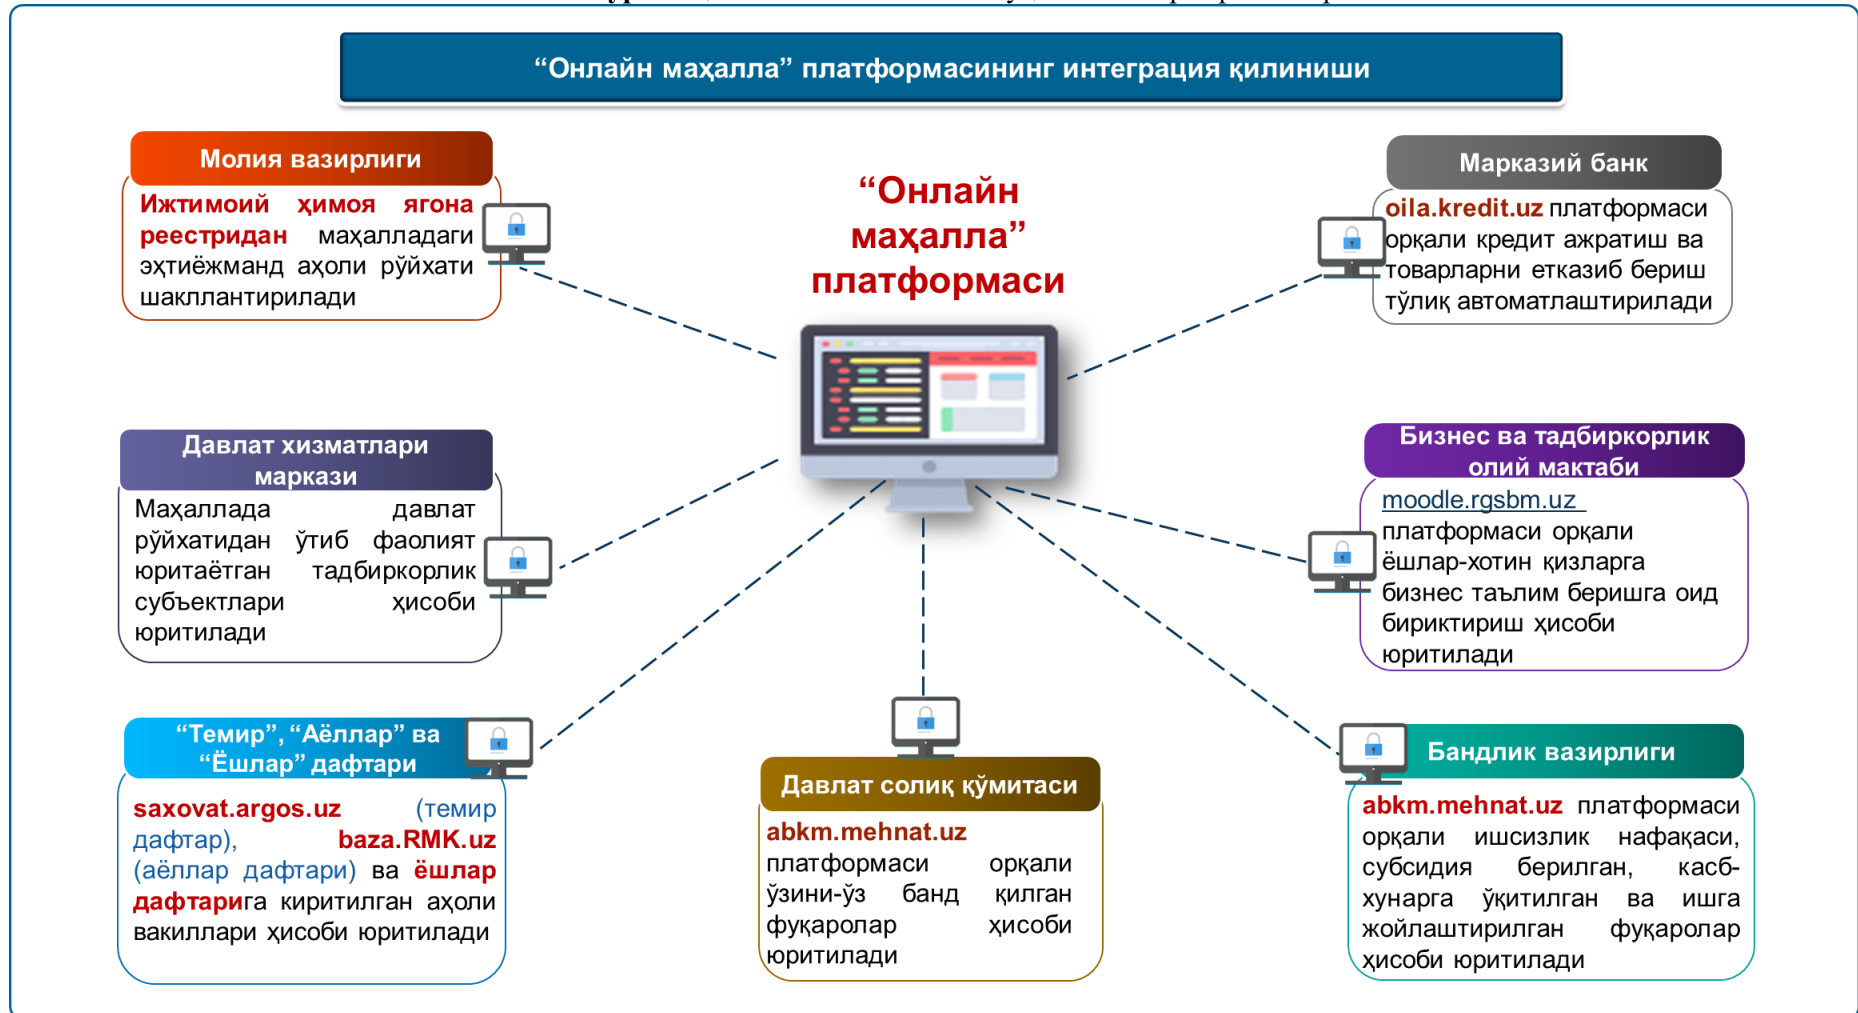 “Онлайн маҳалла” платформасининг интеграция қилиниши
Молия вазирлиги
Ижтимоий ҳимоя ягона
реестридан маҳалладаги
эҳтиёжманд аҳоли рўйхати
шакллантирилади
“Онлайн
маҳалла”
платформаси
Марказий банк
oila.kredit.uz платформаси
орқали кредит ажратиш ва
товарларни етказиб бериш
тўлиқ автоматлаштирилади
Давлат хизматлари
маркази
Маҳаллада давлат
рўйхатидан ўтиб фаолият
юритаётган тадбиркорлик
субъектлари ҳисоби
юритилади
Бизнес ва тадбиркорлик
олий мактаби
moodle.rgsbm.uz
платформаси орқали
ёшлар-хотин қизларга
бизнес таълим беришга оид
бириктириш ҳисоби
юритилади
“Темир”, “Аёллар” ва
“Ёшлар” дафтари
saxovat.argos.uz (темир
дафтар), baza.RMK.uz
(аёллар дафтари) ва ёшлар
дафтарига киритилган аҳоли
вакиллари ҳисоби юритилади
Давлат солиқ қўмитаси
abkm.mehnat.uz
платформаси орқали
ўзини-ўз банд қилган
фуқаролар ҳисоби
юритилади
Бандлик вазирлиги
abkm.mehnat.uz платформаси
орқали ишсизлик нафақаси,
субсидия берилган, касб-
хунарга ўқитилган ва ишга
жойлаштирилган фуқаролар
ҳисоби юритилади